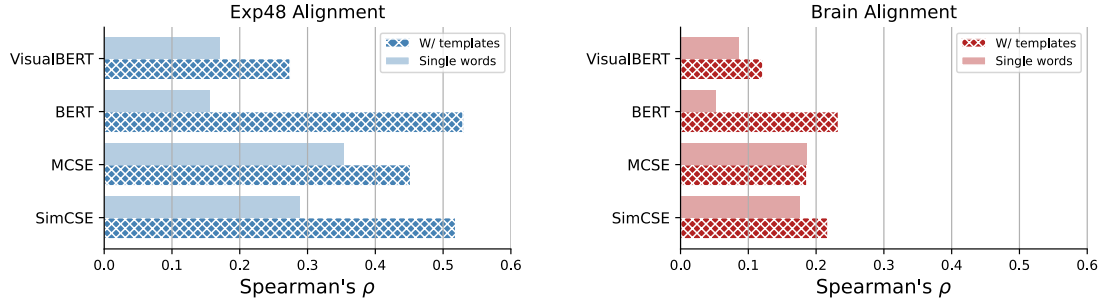 Exp48 Alignment
VisualBERT
BERT
MCSE
SimCSE
W/ templates
Single words
0.0 0.1 0.2 0.3 0.4 0.5 0.6
Spearman's ρ
Brain Alignment
VisualBERT
BERT
MCSE
SimCSE
W/ templates
Single words
0.0 0.1 0.2 0.3 0.4 0.5 0.6
Spearman's ρ